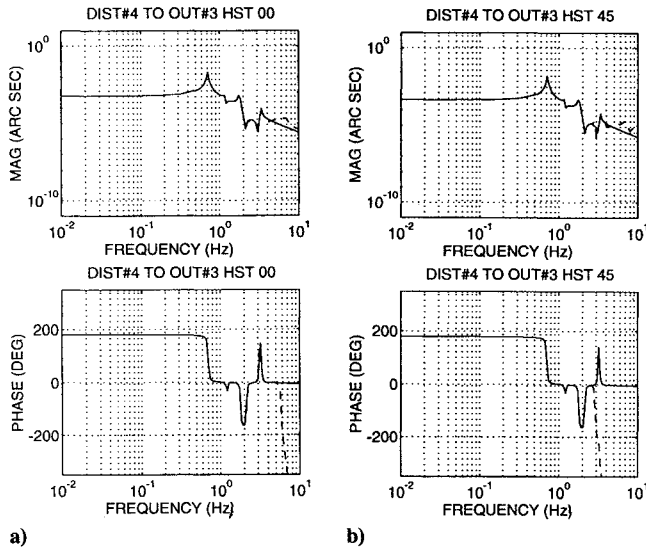 DIST#4 TO OUT#3 HST 00
10^0
MAG (ARC SEC)
10^-10
10^-2 10^-1 10^0 10^1
FREQUENCY (Hz)
DIST#4 TO OUT#3 HST 00
200
0
-200
PHASE (DEG)
10^-2 10^-1 10^0 10^1
FREQUENCY (Hz)
a)
DIST#4 TO OUT#3 HST 45
10^0
MAG (ARC SEC)
10^-10
10^-2 10^-1 10^0 10^1
FREQUENCY (Hz)
DIST#4 TO OUT#3 HST 45
200
0
-200
PHASE (DEG)
10^-2 10^-1 10^0 10^1
FREQUENCY (Hz)
b)